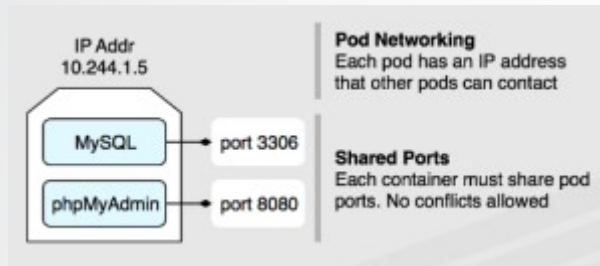 IP Addr
10.244.1.5
MySQL
port 3306
phpMyAdmin
port 8080
Pod Networking
Each pod has an IP address
that other pods can contact
Shared Ports
Each container must share pod
ports. No conflicts allowed